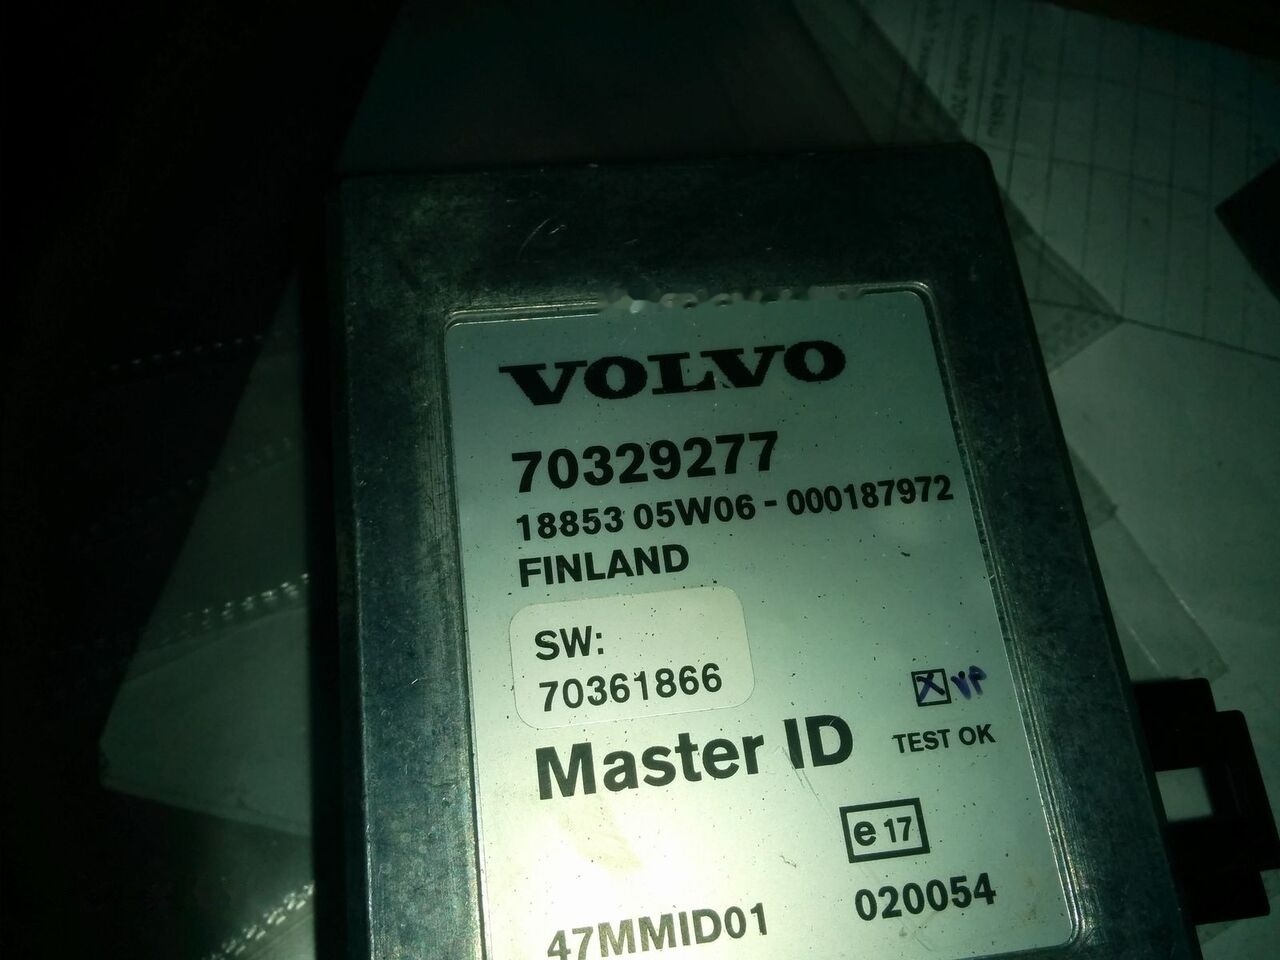 VOLVO
70329277
18853 05W06 - 000187972
FINLAND
SW:
70361866
Master ID
TEST OK
e 17
47MMID01
020054